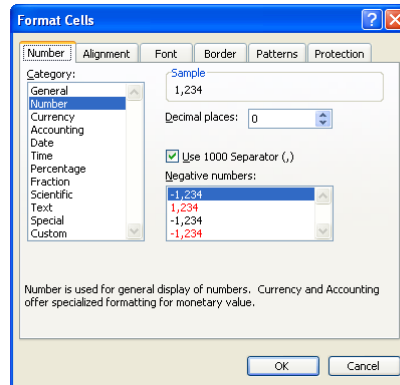 Format Cells
Number Alignment Font Border Patterns Protection
Category:
General
Number
Currency
Accounting
Date
Time
Percentage
Fraction
Scientific
Text
Special
Custom
Sample
1,234
Decimal places: 0
Use 1000 Separator (,)
Negative numbers:
-1,234
1,234
-1,234
-1,234
Number is used for general display of numbers. Currency and Accounting
offer specialized formatting for monetary value.
OK Cancel